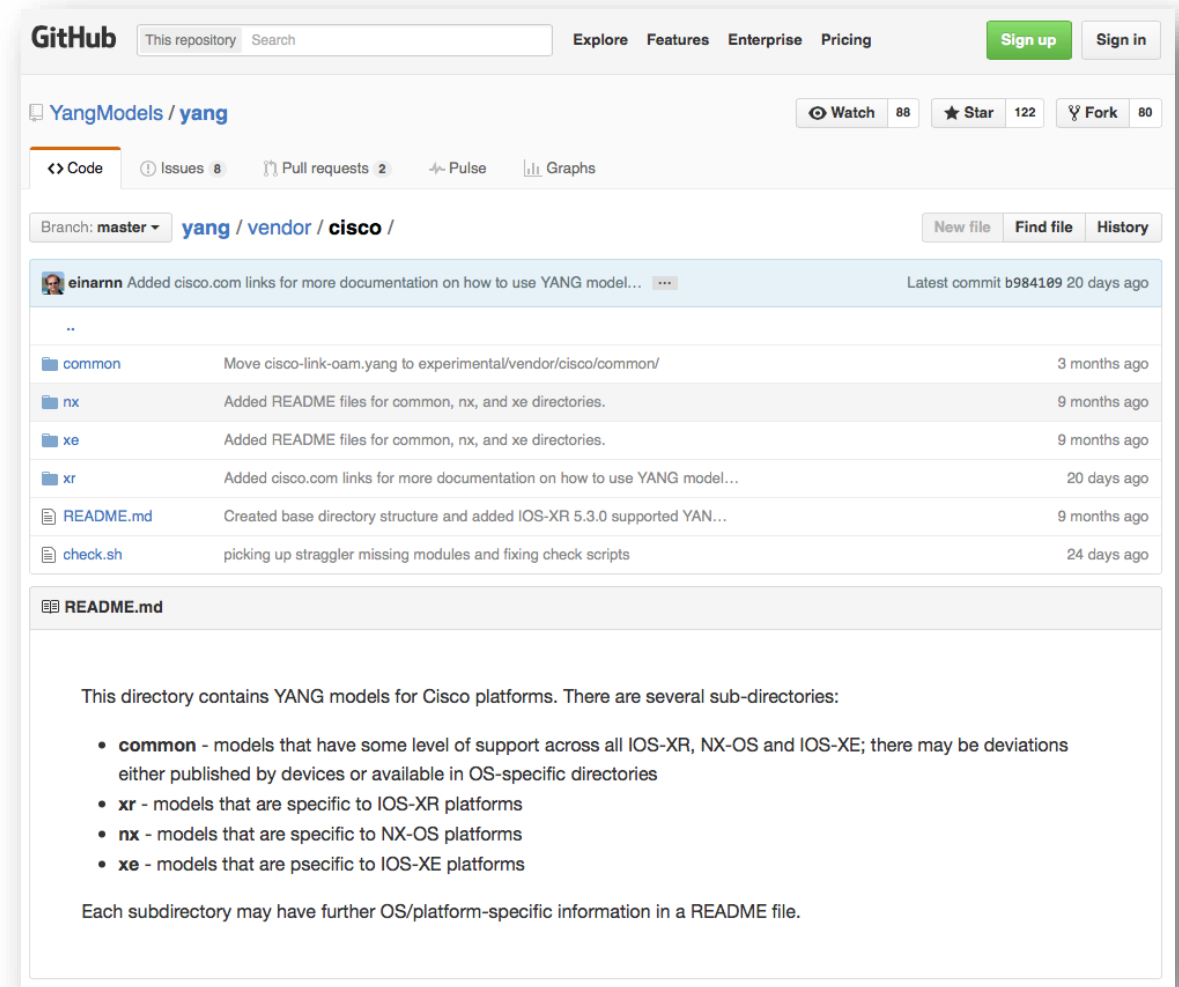 GitHub This repository Search Explore Features Enterprise Pricing Sign up Sign in
YangModels / yang Watch 88 Star 122 Fork 80
Code Issues 8 Pull requests 2 Pulse Graphs
Branch: master yang / vendor / cisco / New file Find file History
einarnn Added cisco.com links for more documentation on how to use YANG model… ... Latest commit b984109 20 days ago
..
common Move cisco-link-oam.yang to experimental/vendor/cisco/common/ 3 months ago
nx Added README files for common, nx, and xe directories. 9 months ago
xe Added README files for common, nx, and xe directories. 9 months ago
xr Added cisco.com links for more documentation on how to use YANG model… 20 days ago
README.md Created base directory structure and added IOS-XR 5.3.0 supported YAN… 9 months ago
check.sh picking up straggler missing modules and fixing check scripts 24 days ago
README.md
This directory contains YANG models for Cisco platforms. There are several sub-directories:
• common - models that have some level of support across all IOS-XR, NX-OS and IOS-XE; there may be deviations
either published by devices or available in OS-specific directories
• xr - models that are specific to IOS-XR platforms
• nx - models that are specific to NX-OS platforms
• xe - models that are psecific to IOS-XE platforms
Each subdirectory may have further OS/platform-specific information in a README file.